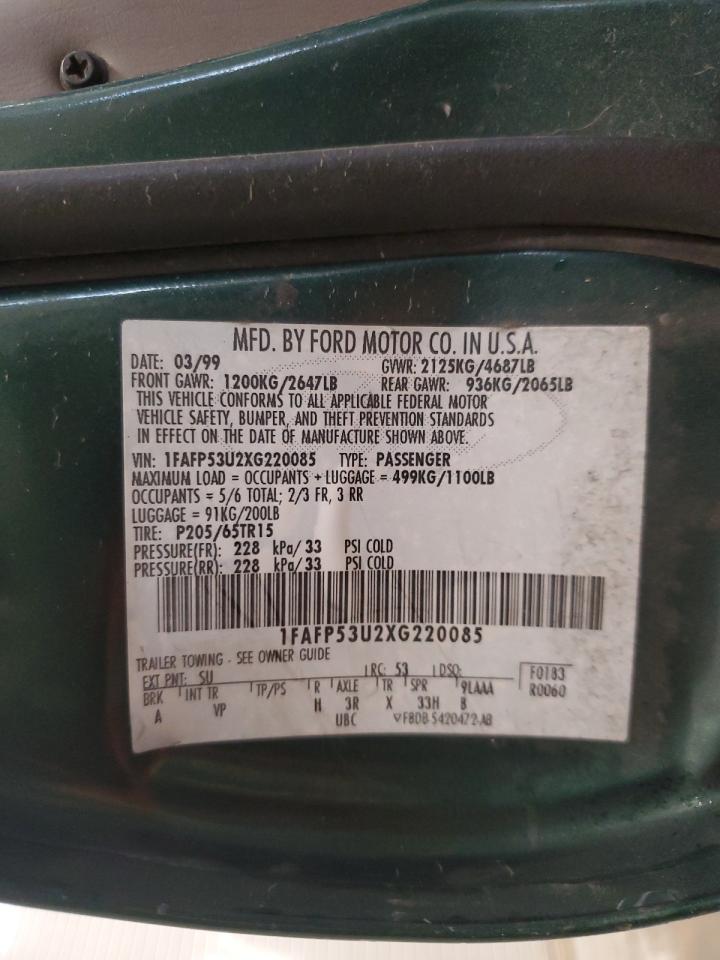 MFD. BY FORD MOTOR CO. IN U.S.A.
DATE: 03/99 GVWR: 2125KG/4687LB
FRONT GAWR: 1200KG/2647LB REAR GAWR: 936KG/2065LB
THIS VEHICLE CONFORMS TO ALL APPLICABLE FEDERAL MOTOR
VEHICLE SAFETY, BUMPER, AND THEFT PREVENTION STANDARDS
IN EFFECT ON THE DATE OF MANUFACTURE SHOWN ABOVE.
VIN: 1FAFP53U2XG220085 TYPE: PASSENGER
MAXIMUM LOAD = OCCUPANTS + LUGGAGE = 499KG/1100LB
OCCUPANTS = 5/6 TOTAL; 2/3 FR, 3 RR
LUGGAGE = 91KG/200LB
TIRE: P205/65TR15
PRESSURE(FR): 228 kPa/ 33 PSI COLD
PRESSURE(RR): 228 kPa/ 33 PSI COLD
1FAFP53U2XG220085
TRAILER TOWING - SEE OWNER GUIDE
EXT PNT: SU RC: 53 DSO: F0183
BRK INT TR TP/PS R AXLE TR SPR 9LAAA R0060
A VP H 3R X 33H B
UBC ▽F8DB-5420472-AB